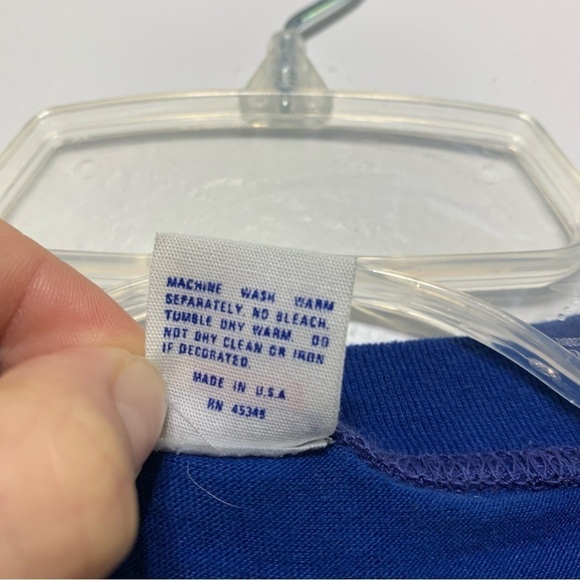 MACHINE WASH WARM
SEPARATELY. NO BLEACH.
TUMBLE DRY WARM. DO
NOT DRY CLEAN OR IRON
IF DECORATED.
MADE IN U.S.A
RN 45345